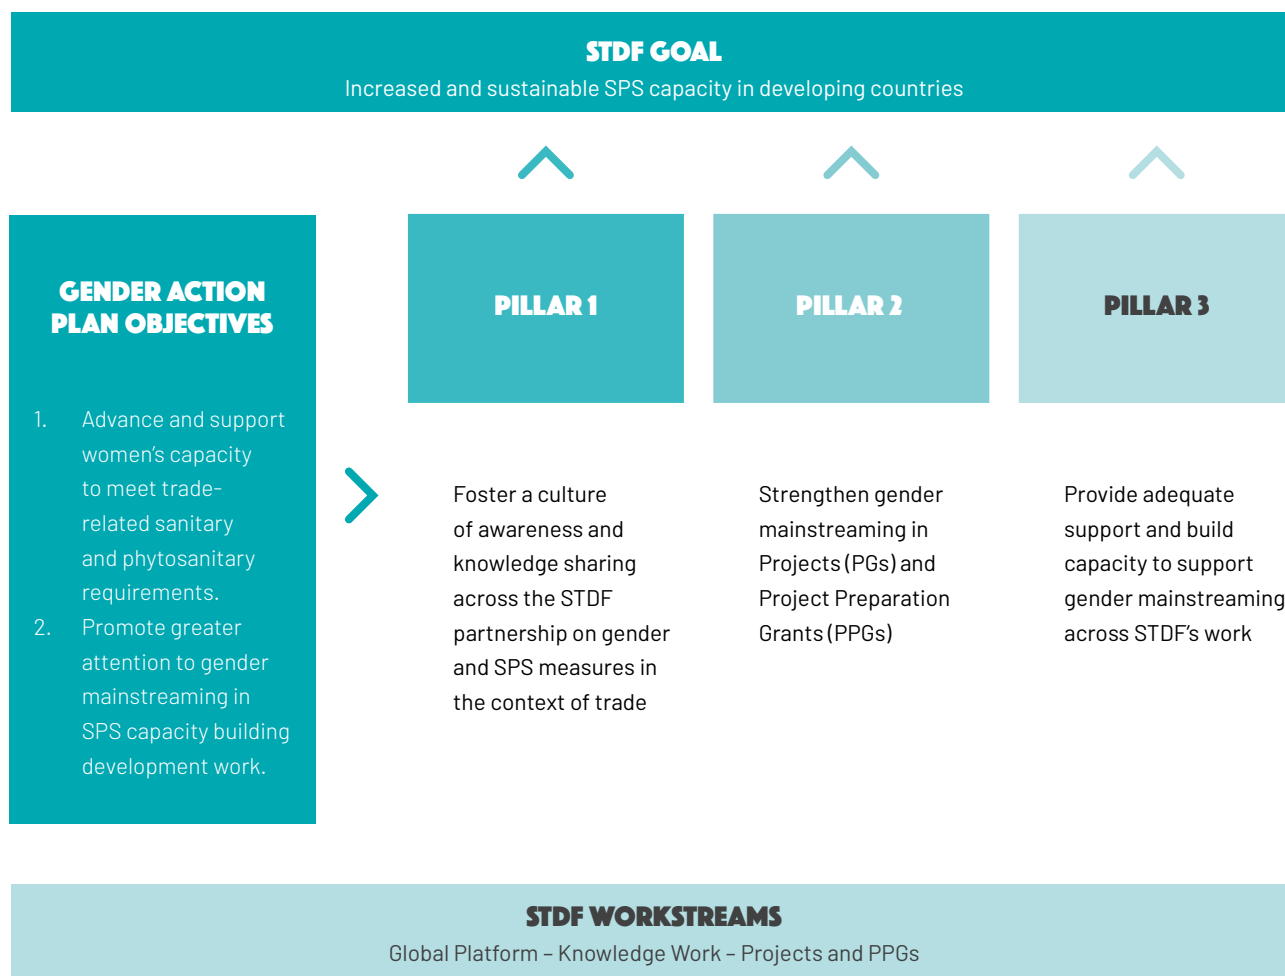 STDF GOAL
Increased and sustainable SPS capacity in developing countries
GENDER ACTION
PLAN OBJECTIVES
1. Advance and support
women's capacity
to meet trade-
related sanitary
and phytosanitary
requirements.
2. Promote greater
attention to gender
mainstreaming in
SPS capacity building
development work.
PILLAR 1
Foster a culture
of awareness and
knowledge sharing
across the STDF
partnership on gender
and SPS measures in
the context of trade
PILLAR 2
Strengthen gender
mainstreaming in
Projects (PGs) and
Project Preparation
Grants (PPGs)
PILLAR 3
Provide adequate
support and build
capacity to support
gender mainstreaming
across STDF's work
STDF WORKSTREAMS
Global Platform – Knowledge Work – Projects and PPGs